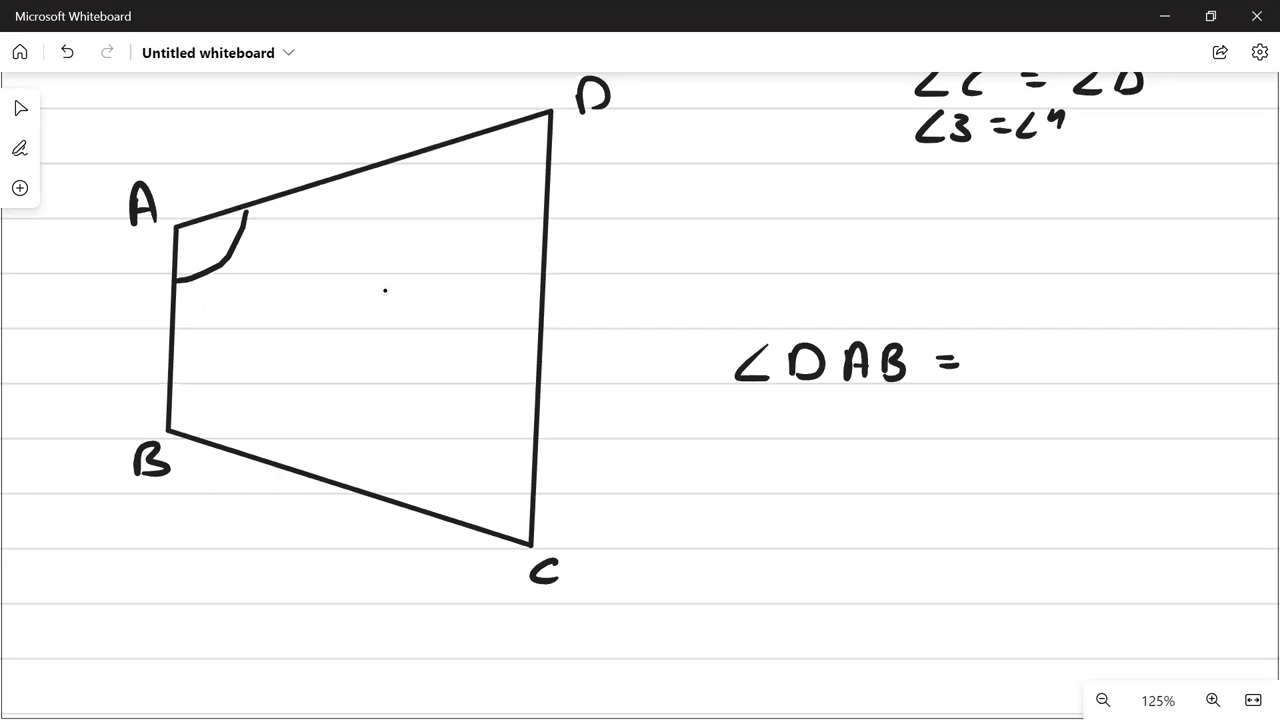 Microsoft Whiteboard
Untitled whiteboard
∠C = ∠D
∠3 = ∠4
D
A
∠DAB =
B
C
125%